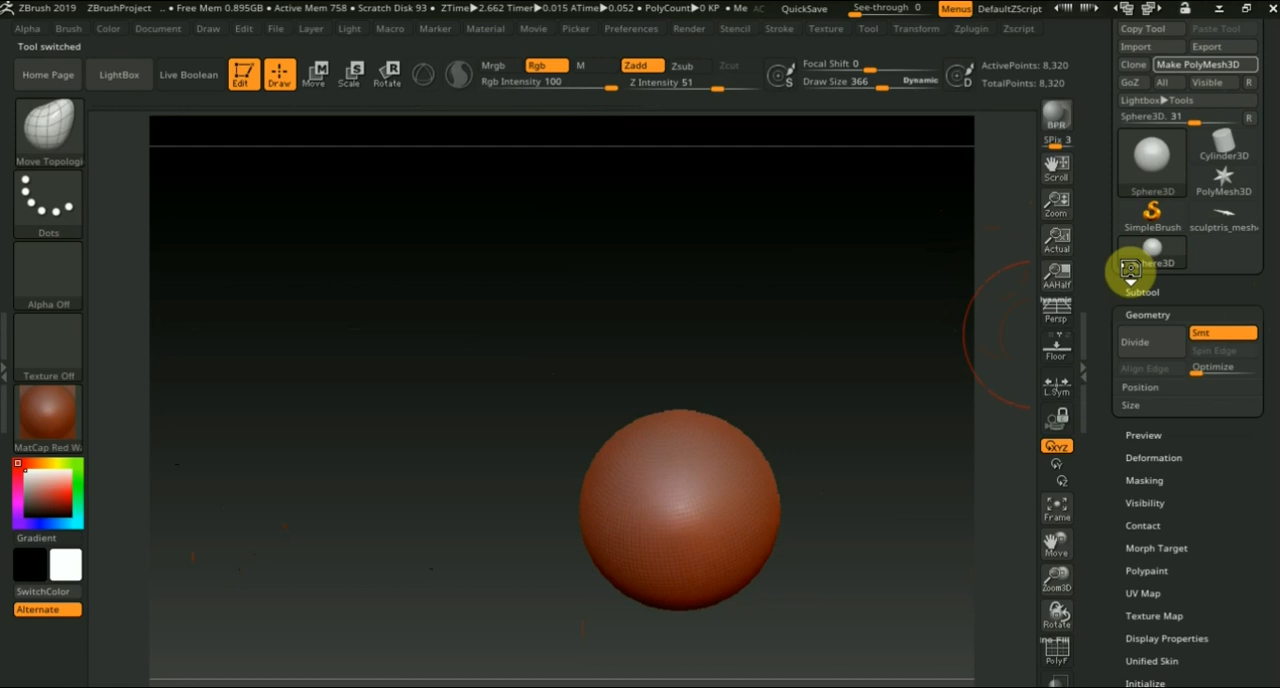 ZBrush 2019 ZBrushProject .. • Free Mem 0.895GB • Active Mem 758 • Scratch Disk 93 • ZTime▶2.662 Timer▶0.015 ATime▶0.052 • PolyCount▶0 KP • Me AC QuickSave See-through 0 Menus DefaultZScript
Alpha Brush Color Document Draw Edit File Layer Light Macro Marker Material Movie Picker Preferences Render Stencil Stroke Texture Tool Transform Zplugin Zscript
Tool switched
Home Page LightBox Live Boolean
Edit Draw Move Scale Rotate
Mrgb Rgb M Zadd Zsub Zcut
Rgb Intensity 100 Z Intensity 51
S Focal Shift 0
Draw Size 366 Dynamic
D ActivePoints: 8,320
TotalPoints: 8,320
Move Topologi
Dots
Alpha Off
Texture Off
MatCap Red Wa
Gradient
SwitchColor
Alternate
BPR
SPix 3
Scroll
Zoom
Actual
AAHalf
Dynamic
Persp
Floor
L.Sym
XYZ
Y
Z
Frame
Move
Zoom3D
Rotate
PolyF
Copy Tool Paste Tool
Import Export
Clone Make PolyMesh3D
GoZ All Visible R
Lightbox▶Tools
Sphere3D. 31 R
Sphere3D Cylinder3D
PolyMesh3D
SimpleBrush sculptris_mesh
Subtool
Geometry
Divide Smt
Spin Edge
Align Edge Optimize
Position
Size
Preview
Deformation
Masking
Visibility
Contact
Morph Target
Polypaint
UV Map
Texture Map
Display Properties
Unified Skin
Initialize